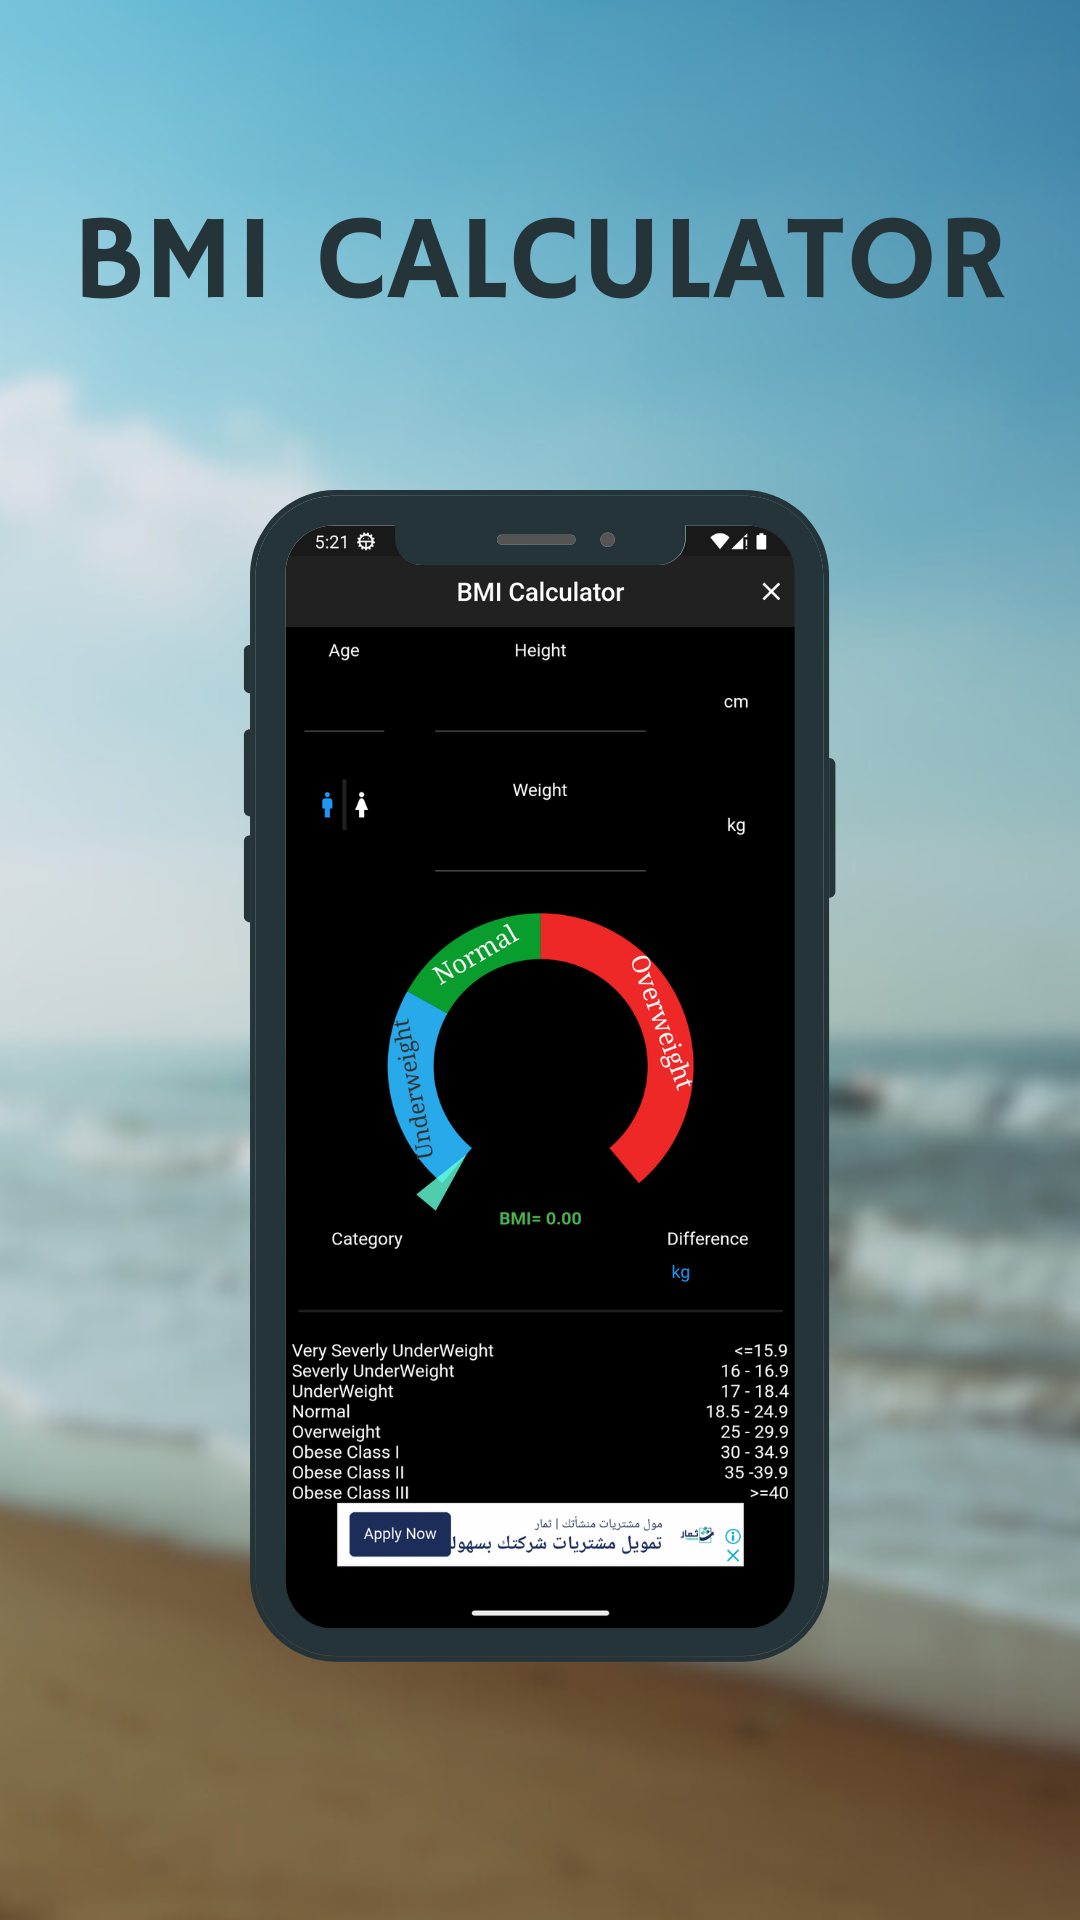 BMI CALCULATOR
5:21
BMI Calculator
Age
Height
cm
Weight
kg
Normal
Overweight
Underweight
BMI= 0.00
Category
Difference
kg
Very Severly UnderWeight <=15.9
Severly UnderWeight 16 - 16.9
UnderWeight 17 - 18.4
Normal 18.5 - 24.9
Overweight 25 - 29.9
Obese Class I 30 - 34.9
Obese Class II 35 -39.9
Obese Class III >=40
مول مشتريات منشأتك | ثمار
تمويل مشتريات شركتك
Apply Now
ثمار